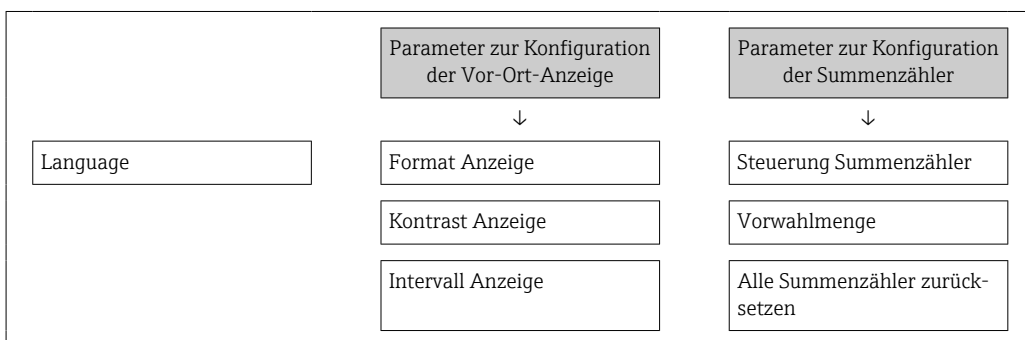 Parameter zur Konfiguration
der Vor-Ort-Anzeige
Parameter zur Konfiguration
der Summenzähler
↓
↓
Language
Format Anzeige
Steuerung Summenzähler
Kontrast Anzeige
Vorwahlmenge
Intervall Anzeige
Alle Summenzähler zurück-
setzen